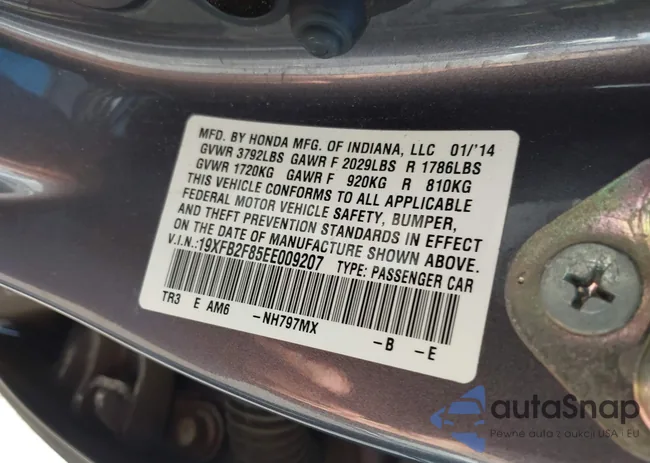 MFD. BY HONDA MFG. OF INDIANA, LLC 01/'14
GVWR 3792LBS GAWR F 2029LBS R 1786LBS
GVWR 1720KG GAWR F 920KG R 810KG
THIS VEHICLE CONFORMS TO ALL APPLICABLE
FEDERAL MOTOR VEHICLE SAFETY, BUMPER,
AND THEFT PREVENTION STANDARDS IN EFFECT
ON THE DATE OF MANUFACTURE SHOWN ABOVE.
V.I.N.:19XFB2F85EE009207 TYPE: PASSENGER CAR
TR3 E AM6 -NH797MX -B -E
autaSnap
Pewne auta z aukcji USA i EU